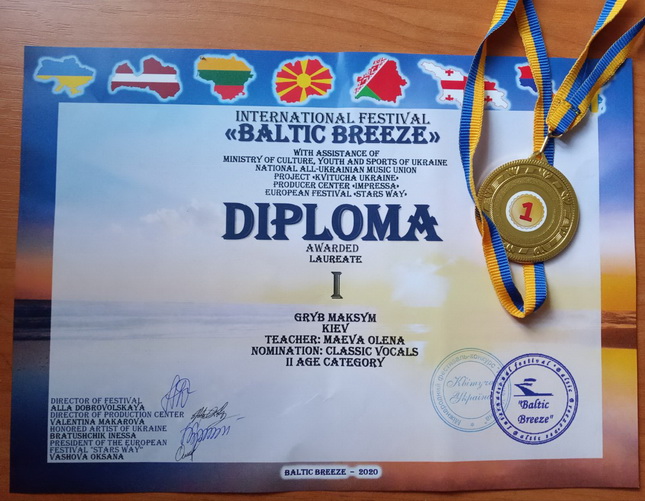 INTERNATIONAL FESTIVAL
«BALTIC BREEZE»
WITH ASSISTANCE OF
MINISTRY OF CULTURE, YOUTH AND SPORTS OF UKRAINE
NATIONAL ALL-UKRAINIAN MUSIC UNION
PROJECT «KVITUCHA UKRAINE»
PRODUCER CENTER «IMPRESSA»
EUROPEAN FESTIVAL «STARS WAY»
DIPLOMA
AWARDED
LAUREATE
I
1
GRYB MAKSYM
KIEV
TEACHER: MAEVA OLENA
NOMINATION: CLASSIC VOCALS
II AGE CATEGORY
DIRECTOR OF FESTIVAL
ALLA DOBROVOLSKAYA
DIRECTOR OF PRODUCTION CENTER
VALENTINA MAKAROVA
HONORED ARTIST OF UKRAINE
BRATUSHCHIK INESSA
PRESIDENT OF THE EUROPEAN
FESTIVAL "STARS WAY"
VASHOVA OKSANA
Квітуча
Україна
"Baltic
Breeze"
BALTIC BREEZE - 2020